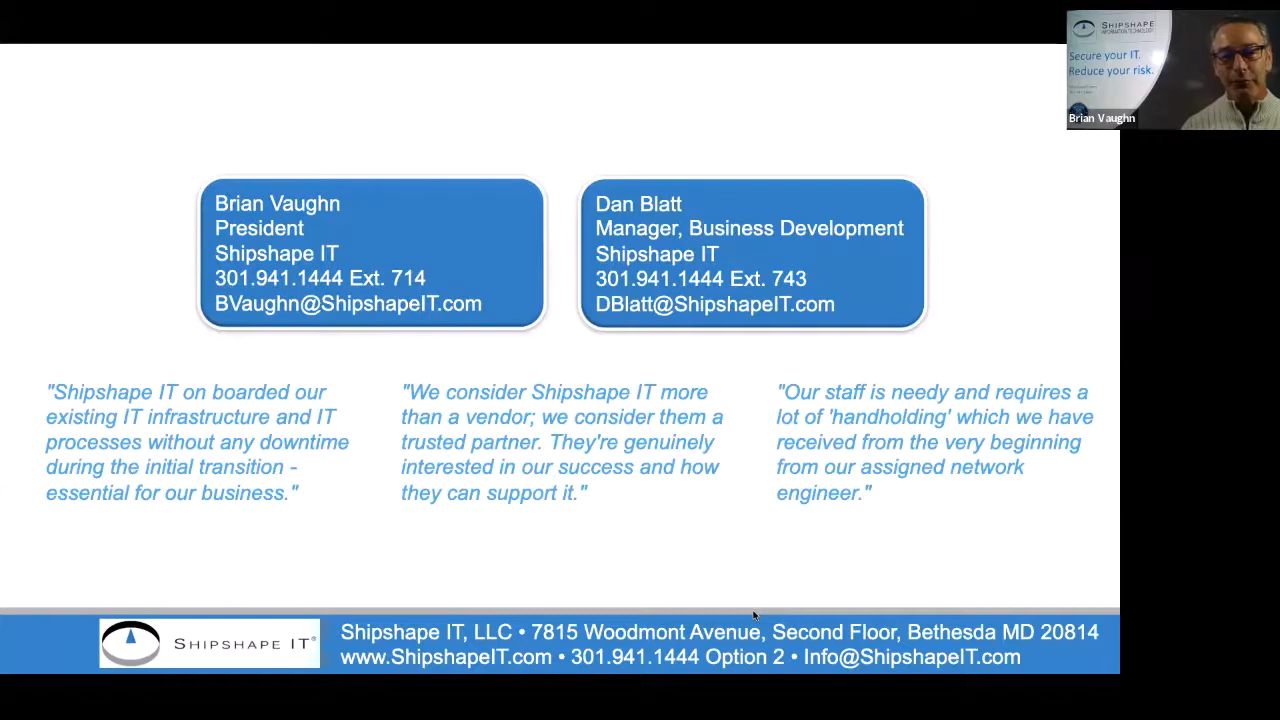 SHIPSHAPE
INFORMATION TECHNOLOGY
Secure your IT.
Reduce your risk.
Brian Vaughn
Brian Vaughn
President
Shipshape IT
301.941.1444 Ext. 714
BVaughn@ShipshapeIT.com
Dan Blatt
Manager, Business Development
Shipshape IT
301.941.1444 Ext. 743
DBlatt@ShipshapeIT.com
"Shipshape IT on boarded our
existing IT infrastructure and IT
processes without any downtime
during the initial transition -
essential for our business."
"We consider Shipshape IT more
than a vendor; we consider them a
trusted partner. They're genuinely
interested in our success and how
they can support it."
"Our staff is needy and requires a
lot of 'handholding' which we have
received from the very beginning
from our assigned network
engineer."
SHIPSHAPE IT®
Shipshape IT, LLC • 7815 Woodmont Avenue, Second Floor, Bethesda MD 20814
www.ShipshapeIT.com • 301.941.1444 Option 2 • Info@ShipshapeIT.com